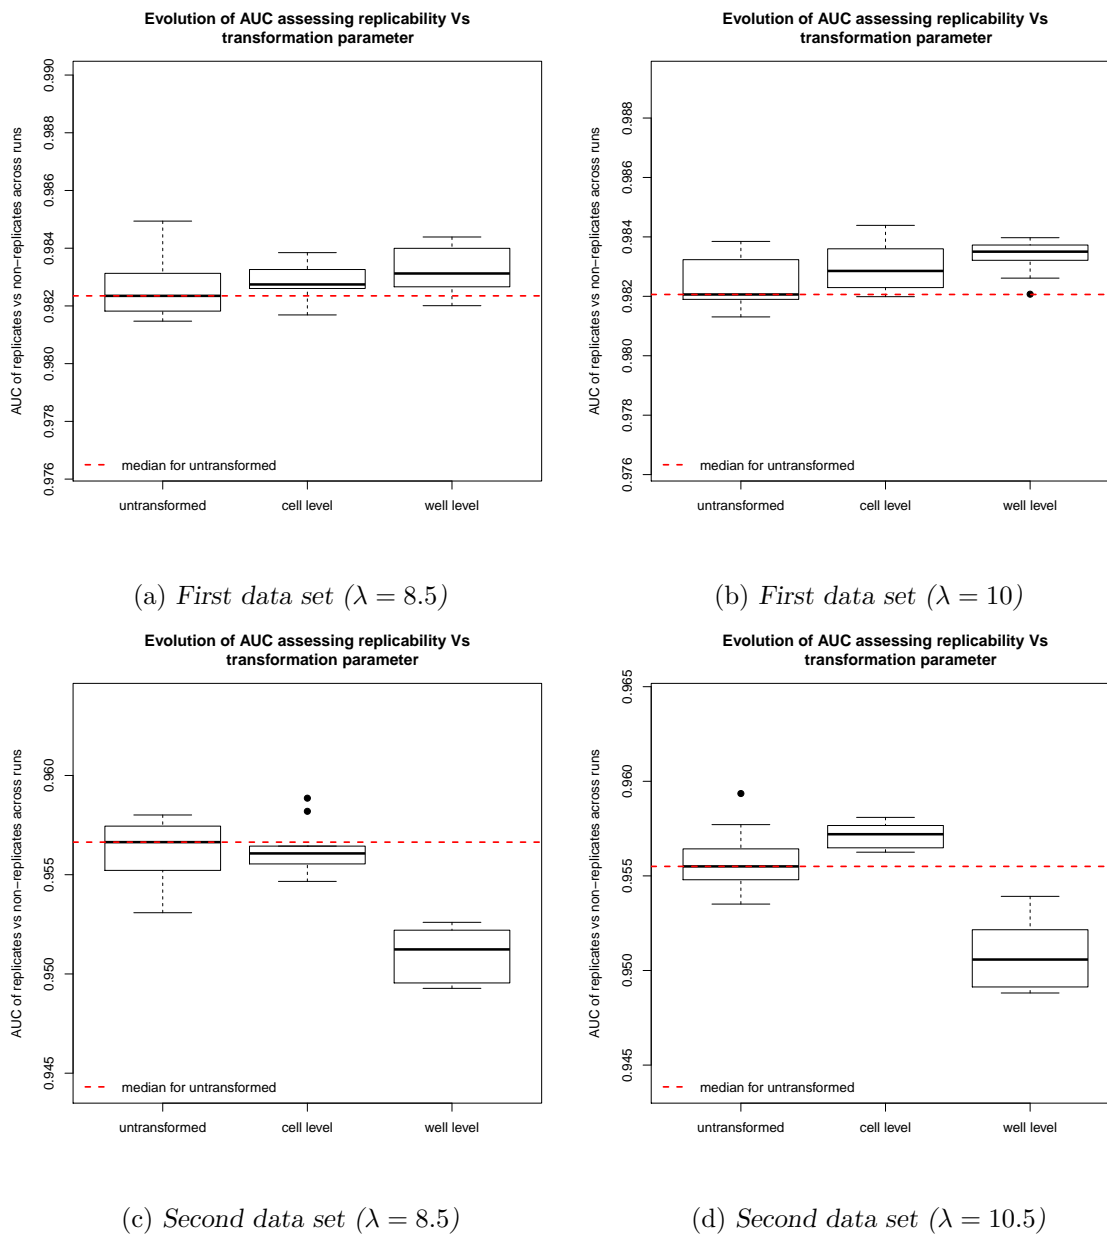 Evolution of AUC assessing replicability Vs
transformation parameter
AUC of replicates vs non−replicates across runs
0.990
0.988
0.986
0.984
0.982
0.980
0.978
0.976
median for untransformed
untransformed
cell level
well level
(a) First data set (λ = 8.5)
Evolution of AUC assessing replicability Vs
transformation parameter
AUC of replicates vs non−replicates across runs
0.988
0.986
0.984
0.982
0.980
0.978
0.976
median for untransformed
untransformed
cell level
well level
(b) First data set (λ = 10)
Evolution of AUC assessing replicability Vs
transformation parameter
AUC of replicates vs non−replicates across runs
0.960
0.955
0.950
0.945
median for untransformed
untransformed
cell level
well level
(c) Second data set (λ = 8.5)
Evolution of AUC assessing replicability Vs
transformation parameter
AUC of replicates vs non−replicates across runs
0.965
0.960
0.955
0.950
0.945
median for untransformed
untransformed
cell level
well level
(d) Second data set (λ = 10.5)